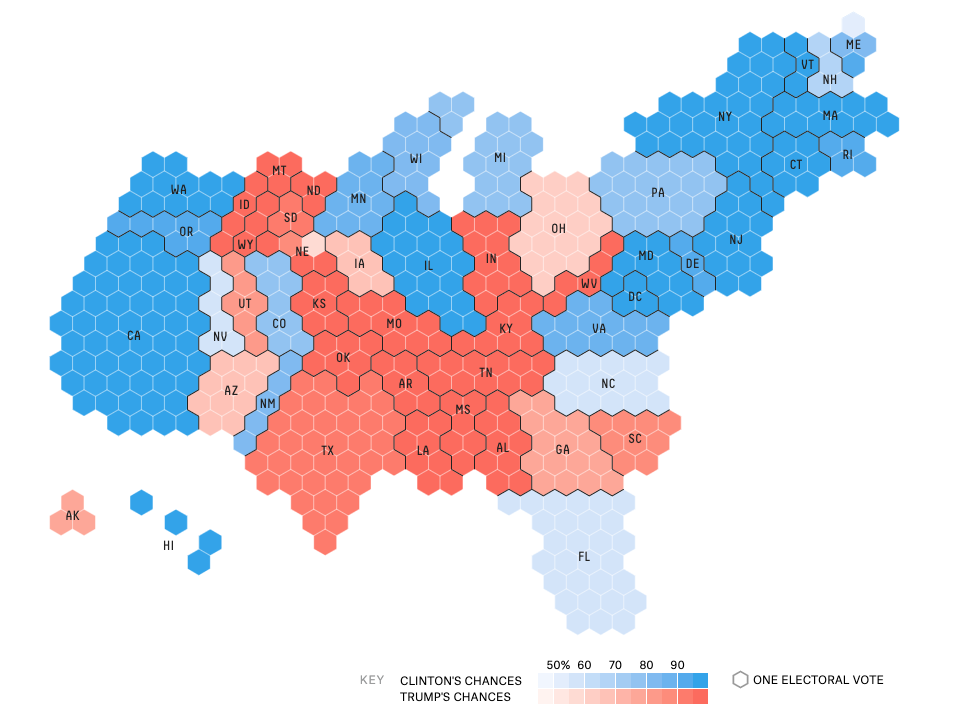 ME
VT
NH
NY
MA
WI
MI
RI
CT
MT
WA
ND
MN
PA
ID
SD
OR
OH
NJ
WY
NE
IA
IL
IN
MD
DE
WV
DC
UT
KS
CO
MO
KY
VA
CA
NV
OK
TN
NC
AZ
AR
NM
MS
SC
TX
LA
AL
GA
AK
HI
FL
50% 60 70 80 90
KEY CLINTON'S CHANCES
TRUMP'S CHANCES
ONE ELECTORAL VOTE